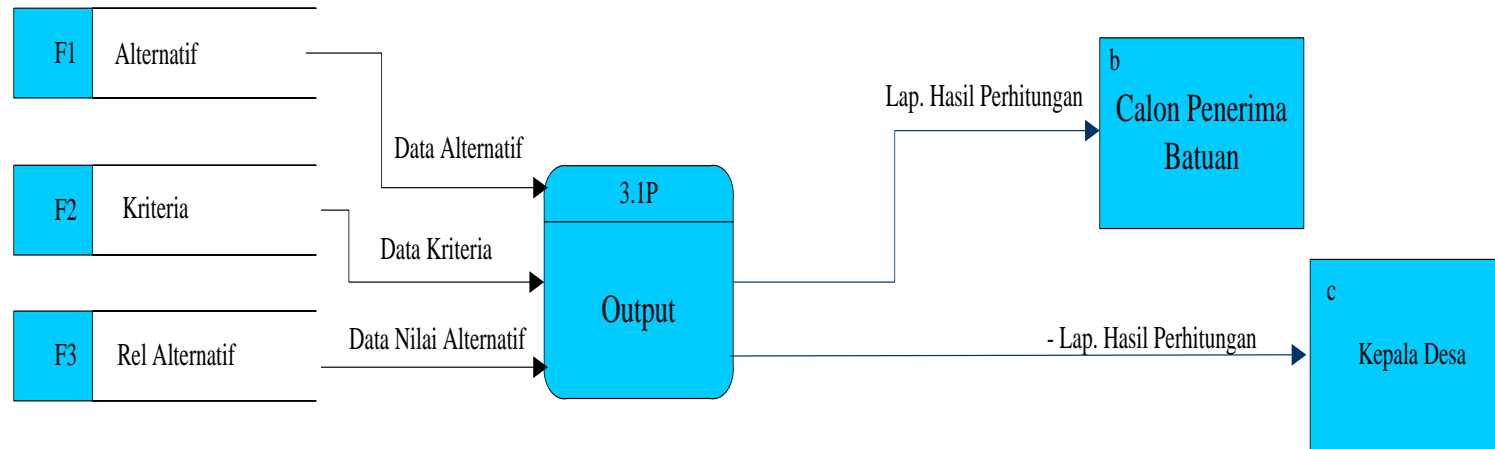 F1
Alternatif
F2
Kriteria
F3
Rel Alternatif
Data Alternatif
Data Kriteria
Data Nilai Alternatif
3.1P
Output
Lap. Hasil Perhitungan
- Lap. Hasil Perhitungan
b
Calon Penerima
Batuan
c
Kepala Desa